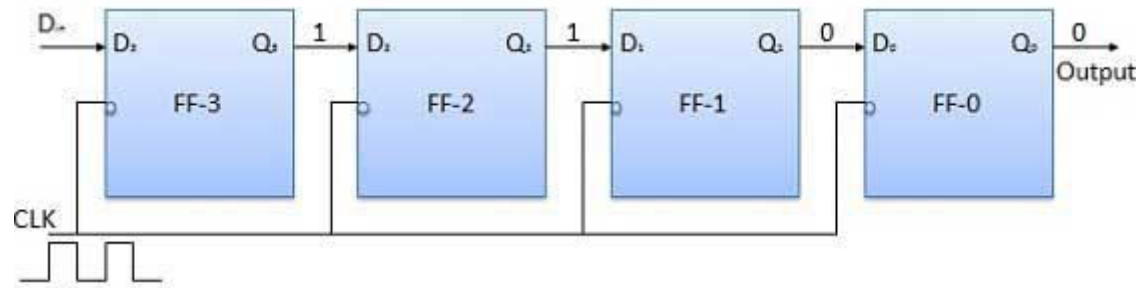 Dᵢₙ
D₃ Q₃ 1 D₂ Q₂ 1 D₁ Q₁ 0 D₀ Q₀ 0
Output
FF-3 FF-2 FF-1 FF-0
CLK